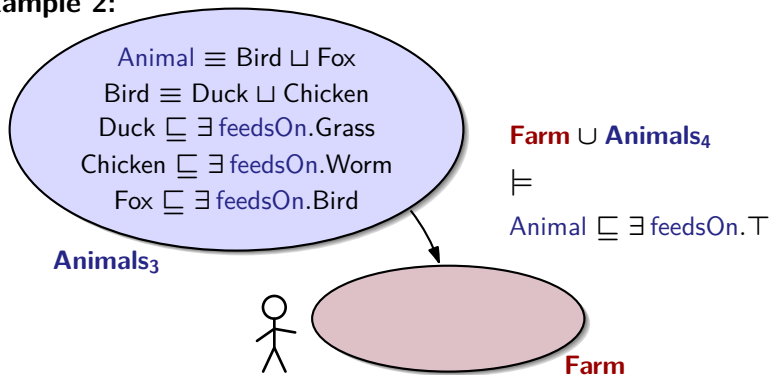 ample 2:
Animal ≡ Bird ⊔ Fox
Bird ≡ Duck ⊔ Chicken
Duck ⊑ ∃ feedsOn.Grass
Chicken ⊑ ∃ feedsOn.Worm
Fox ⊑ ∃ feedsOn.Bird
Animals₃
Farm ∪ Animals₄
⊨
Animal ⊑ ∃ feedsOn.⊤
Farm